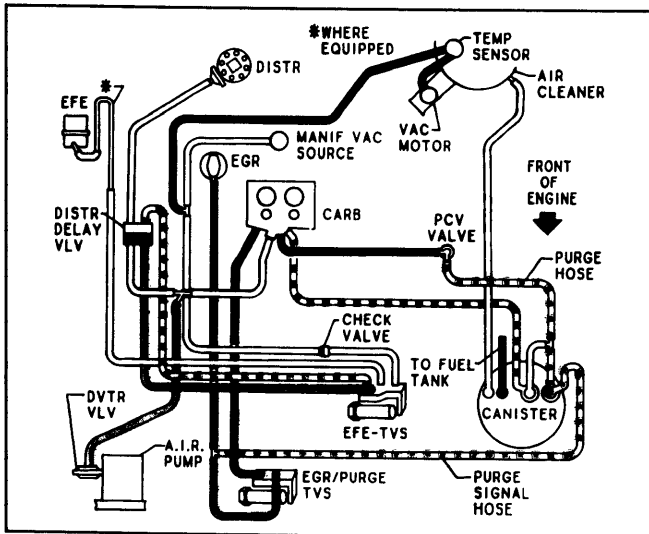 *WHERE
EQUIPPED
TEMP
SENSOR
DISTR
AIR
CLEANER
*
EFE
VAC
MOTOR
MANIF VAC
SOURCE
EGR
FRONT
OF
ENGINE
CARB
DISTR
DELAY
VLV
PCV
VALVE
PURGE
HOSE
CHECK
VALVE
TO FUEL
TANK
DVTR
VLV
CANISTER
EFE-TVS
A.I.R.
PUMP
EGR/PURGE
TVS
PURGE
SIGNAL
HOSE